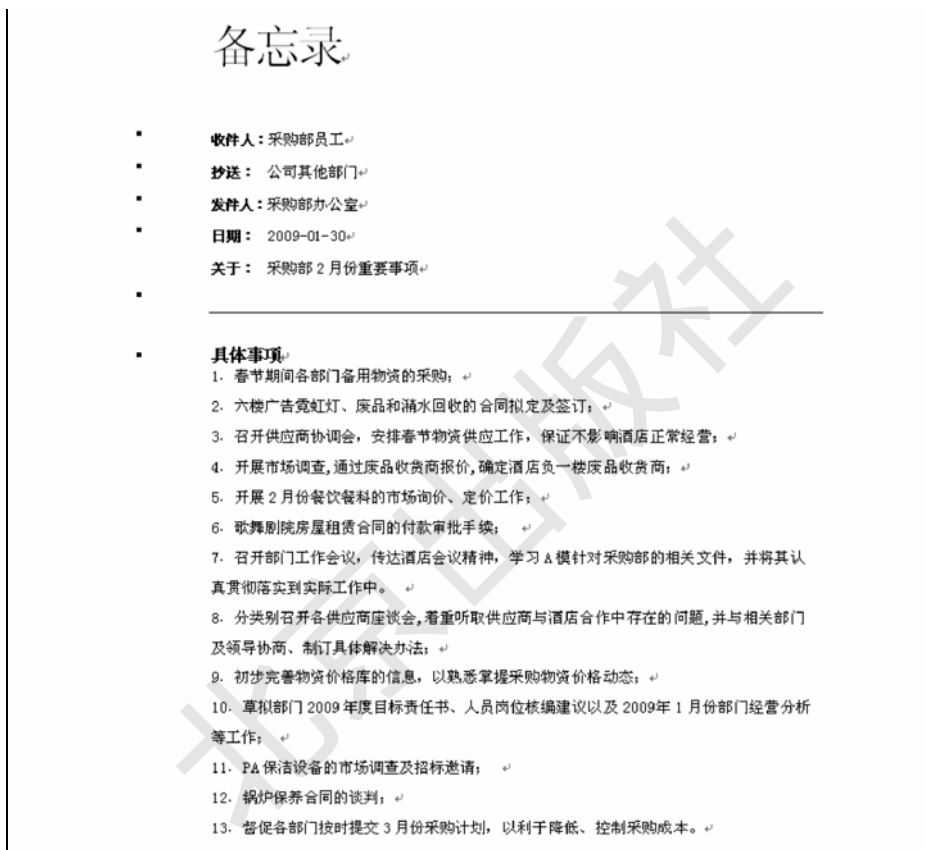 备忘录
收件人：采购部员工
抄送： 公司其他部门
发件人：采购部办公室
日期： 2009-01-30
关于： 采购部2月份重要事项
具体事项
1. 春节期间各部门备用物资的采购；
2. 六楼广告霓虹灯、废品和潲水回收的合同拟定及签订；
3. 召开供应商协调会，安排春节物资供应工作，保证不影响酒店正常经营；
4. 开展市场调查,通过废品收货商报价,确定酒店负一楼废品收货商；
5. 开展2月份餐饮餐料的市场询价、定价工作；
6. 歌舞剧院房屋租赁合同的付款审批手续；
7. 召开部门工作会议，传达酒店会议精神，学习A模针对采购部的相关文件，并将其认
真贯彻落实到实际工作中。
8. 分类别召开各供应商座谈会,着重听取供应商与酒店合作中存在的问题,并与相关部门
及领导协商、制订具体解决办法；
9. 初步完善物资价格库的信息，以熟悉掌握采购物资价格动态；
10. 草拟部门2009年度目标责任书、人员岗位核编建议以及2009年1月份部门经营分析
等工作；
11. PA保洁设备的市场调查及招标邀请；
12. 锅炉保养合同的谈判；
13. 督促各部门按时提交3月份采购计划，以利于降低、控制采购成本。
北京出版社